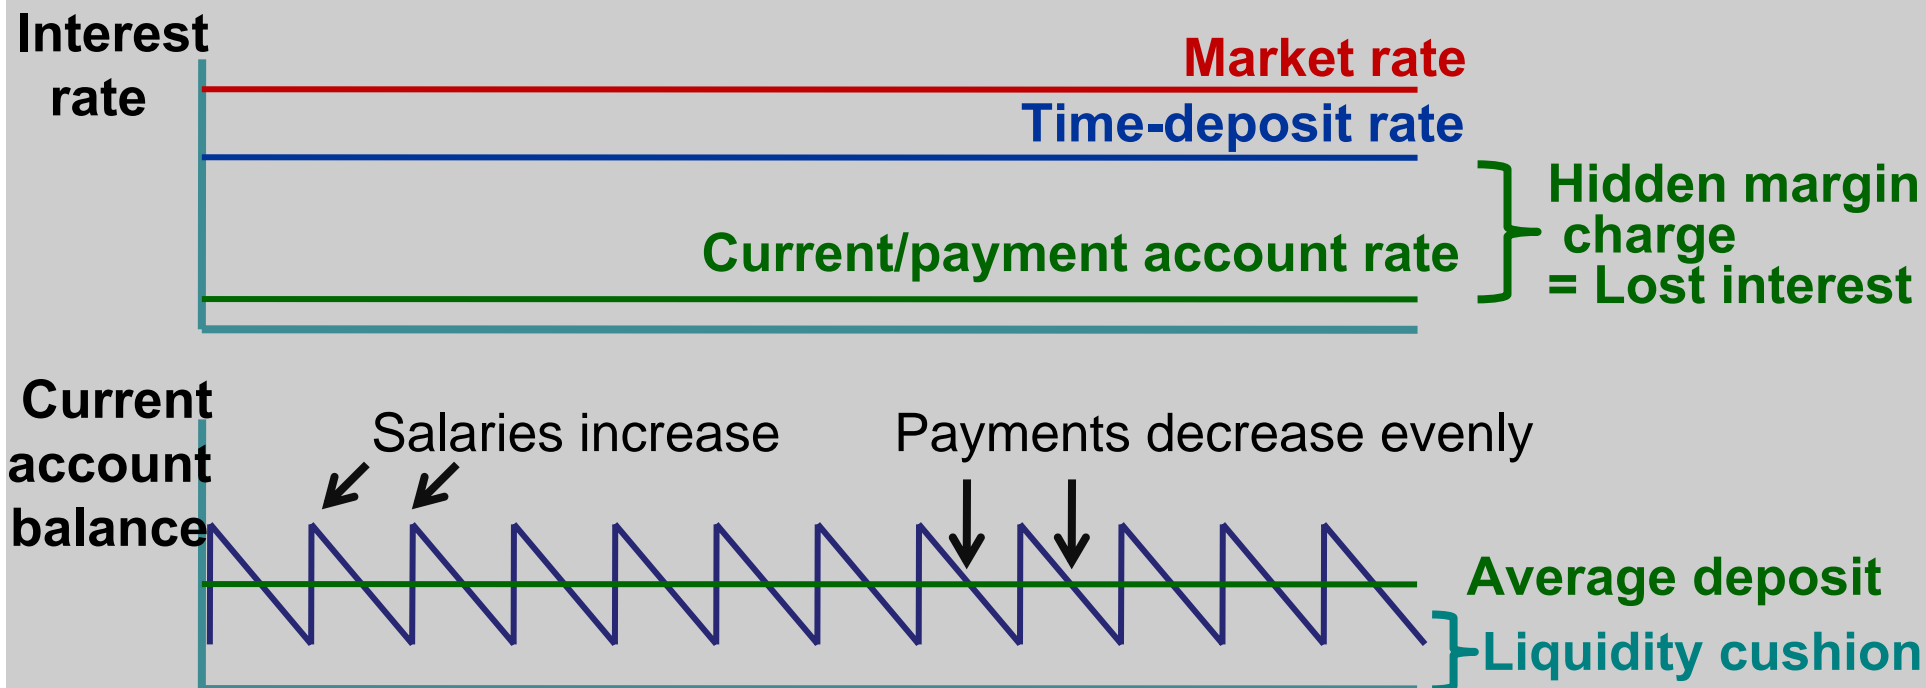 Interest
rate
Market rate
Time-deposit rate
Current/payment account rate
Hidden margin
charge
= Lost interest
Current
account
balance
Salaries increase
Payments decrease evenly
Average deposit
Liquidity cushion